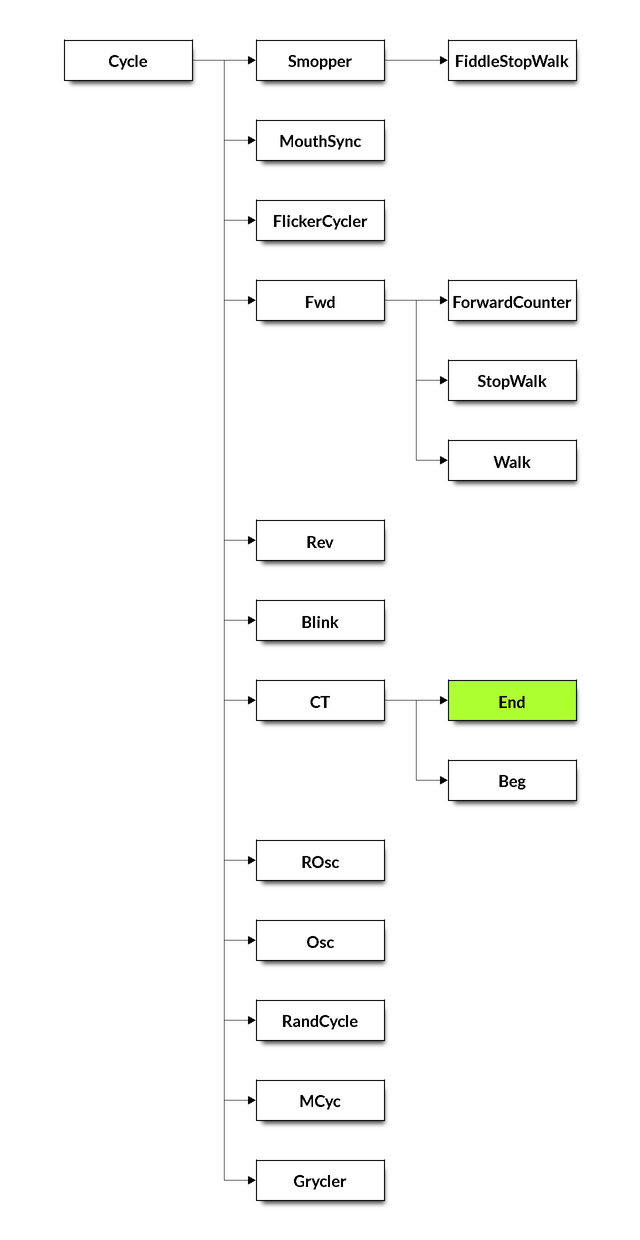 Cycle
Smopper
FiddleStopWalk
MouthSync
FlickerCycler
Fwd
ForwardCounter
StopWalk
Walk
Rev
Blink
CT
End
Beg
ROsc
Osc
RandCycle
MCyc
Grycler